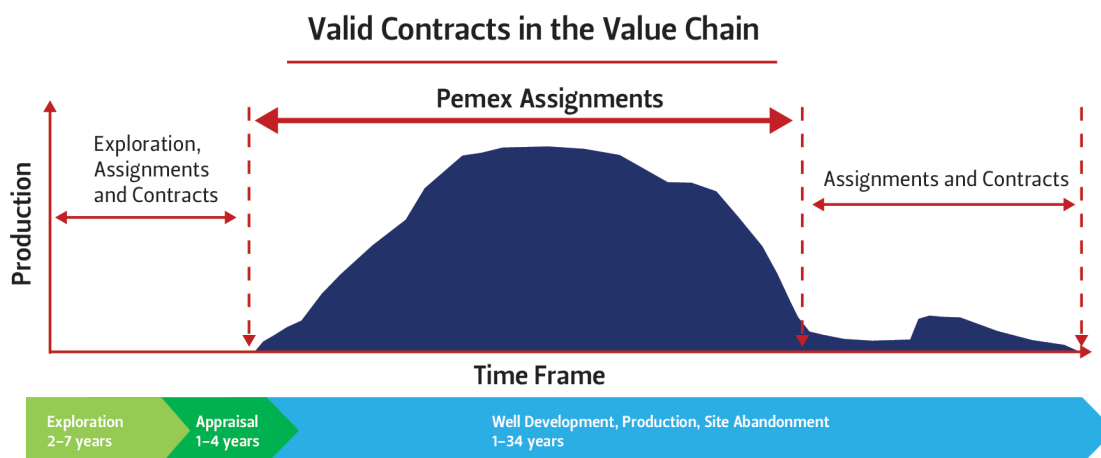 Valid Contracts in the Value Chain
Pemex Assignments
Exploration,
Assignments
and Contracts
Assignments and Contracts
Production
Time Frame
Exploration
2–7 years
Appraisal
1–4 years
Well Development, Production, Site Abandonment
1–34 years